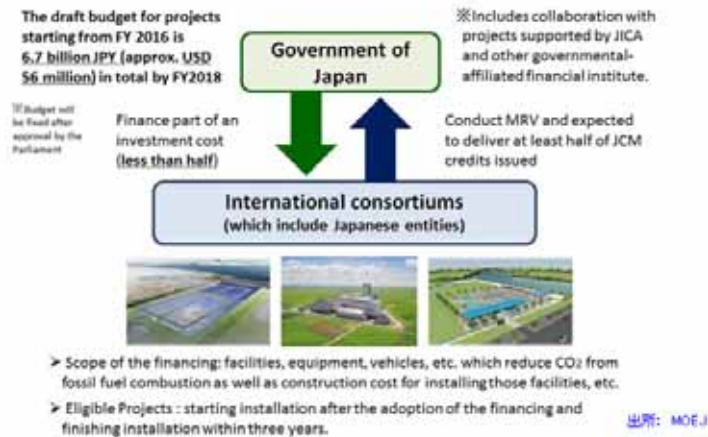 The draft budget for projects
starting from FY 2016 is
6.7 billion JPY (approx. USD
56 million) in total by FY2018
※Budget will
be fixed after
approval by the
Parliament
Government of
Japan
※Includes collaboration with
projects supported by JICA
and other governmental-
affiliated financial institute.
Finance part of an
investment cost
(less than half)
Conduct MRV and expected
to deliver at least half of JCM
credits issued
International consortiums
(which include Japanese entities)
➢ Scope of the financing: facilities, equipment, vehicles, etc. which reduce CO2 from
fossil fuel combustion as well as construction cost for installing those facilities, etc.
➢ Eligible Projects : starting installation after the adoption of the financing and
finishing installation within three years.
出所: MOEJ